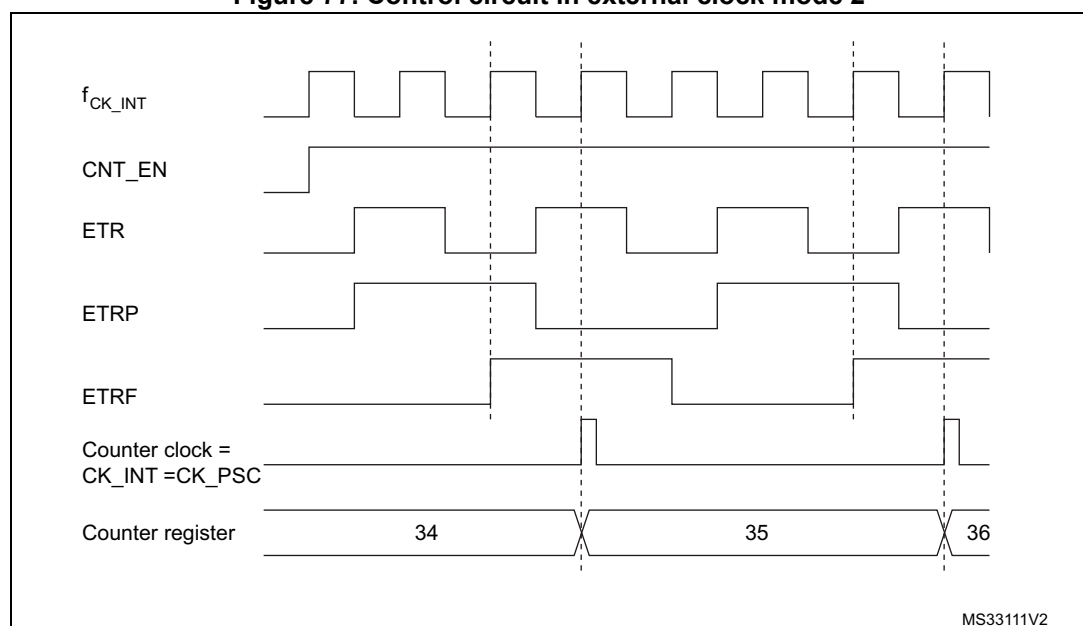 Figure 77. Control circuit in external clock mode 2
fCK_INT
CNT_EN
ETR
ETRP
ETRF
Counter clock =
CK_INT =CK_PSC
Counter register
34
35
36
MS33111V2